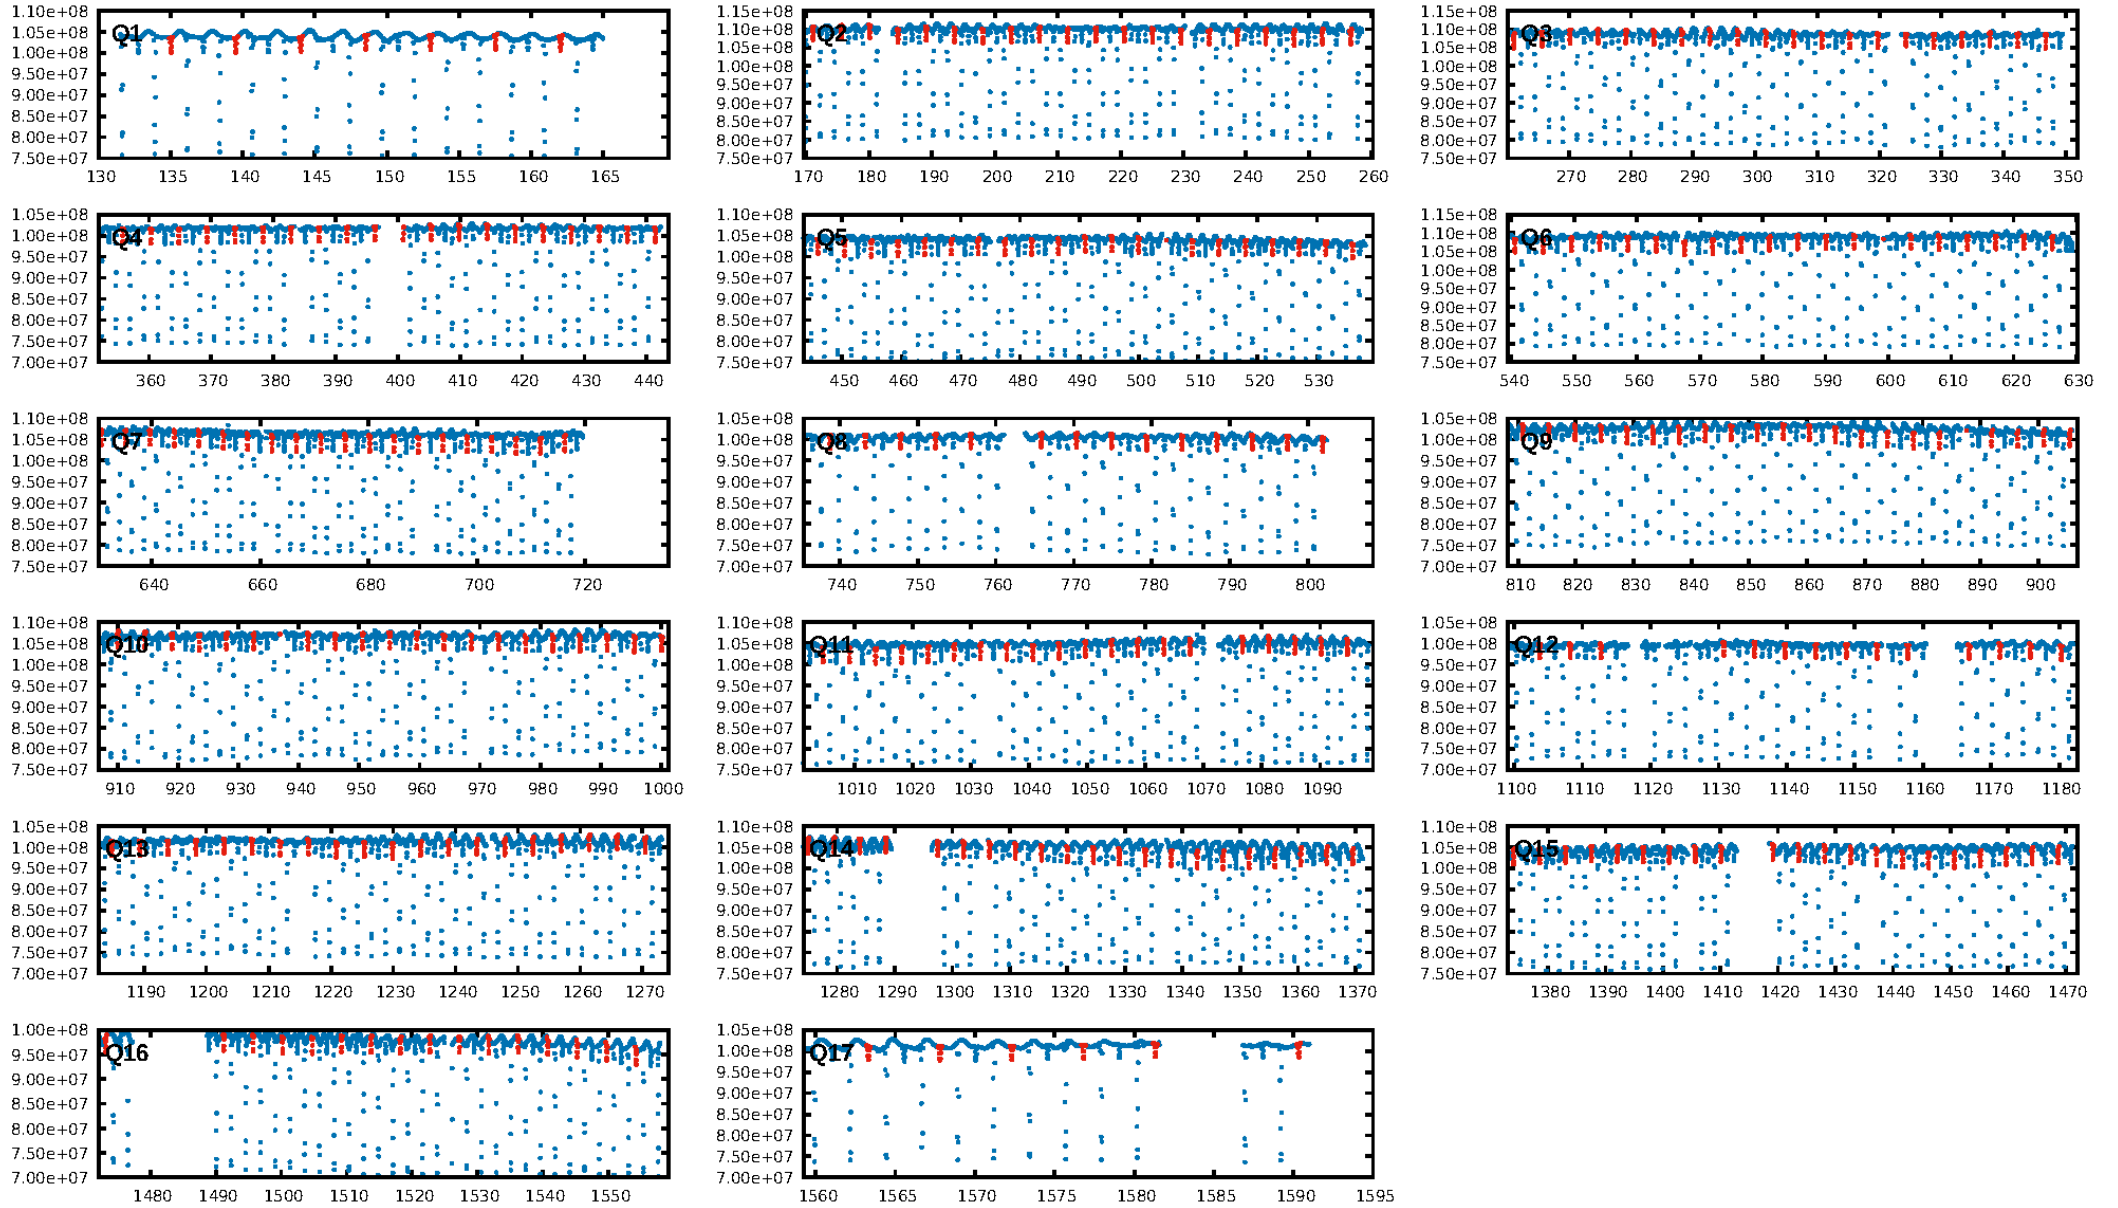 1.10e+08
1.05e+08
1.00e+08
9.50e+07
9.00e+07
8.50e+07
8.00e+07
7.50e+07
Q1
130 135 140 145 150 155 160 165
1.15e+08
1.10e+08
1.05e+08
1.00e+08
9.50e+07
9.00e+07
8.50e+07
8.00e+07
7.50e+07
Q2
170 180 190 200 210 220 230 240 250 260
1.15e+08
1.10e+08
1.05e+08
1.00e+08
9.50e+07
9.00e+07
8.50e+07
8.00e+07
7.50e+07
Q3
270 280 290 300 310 320 330 340 350
1.05e+08
1.00e+08
9.50e+07
9.00e+07
8.50e+07
8.00e+07
7.50e+07
7.00e+07
Q4
360 370 380 390 400 410 420 430 440
1.10e+08
1.05e+08
1.00e+08
9.50e+07
9.00e+07
8.50e+07
8.00e+07
7.50e+07
Q5
450 460 470 480 490 500 510 520 530
1.15e+08
1.10e+08
1.05e+08
1.00e+08
9.50e+07
9.00e+07
8.50e+07
8.00e+07
7.50e+07
Q6
540 550 560 570 580 590 600 610 620 630
1.10e+08
1.05e+08
1.00e+08
9.50e+07
9.00e+07
8.50e+07
8.00e+07
7.50e+07
Q7
640 660 680 700 720
1.05e+08
1.00e+08
9.50e+07
9.00e+07
8.50e+07
8.00e+07
7.50e+07
7.00e+07
Q8
740 750 760 770 780 790 800
1.05e+08
1.00e+08
9.50e+07
9.00e+07
8.50e+07
8.00e+07
7.50e+07
7.00e+07
Q9
810 820 830 840 850 860 870 880 890 900
1.10e+08
1.05e+08
1.00e+08
9.50e+07
9.00e+07
8.50e+07
8.00e+07
7.50e+07
Q10
910 920 930 940 950 960 970 980 990 1000
1.10e+08
1.05e+08
1.00e+08
9.50e+07
9.00e+07
8.50e+07
8.00e+07
7.50e+07
Q11
1010 1020 1030 1040 1050 1060 1070 1080 1090
1.05e+08
1.00e+08
9.50e+07
9.00e+07
8.50e+07
8.00e+07
7.50e+07
7.00e+07
Q12
1100 1110 1120 1130 1140 1150 1160 1170 1180
1.05e+08
1.00e+08
9.50e+07
9.00e+07
8.50e+07
8.00e+07
7.50e+07
7.00e+07
Q13
1190 1200 1210 1220 1230 1240 1250 1260 1270
1.10e+08
1.05e+08
1.00e+08
9.50e+07
9.00e+07
8.50e+07
8.00e+07
7.50e+07
Q14
1280 1290 1300 1310 1320 1330 1340 1350 1360 1370
1.10e+08
1.05e+08
1.00e+08
9.50e+07
9.00e+07
8.50e+07
8.00e+07
7.50e+07
Q15
1380 1390 1400 1410 1420 1430 1440 1450 1460 1470
1.00e+08
9.50e+07
9.00e+07
8.50e+07
8.00e+07
7.50e+07
7.00e+07
Q16
1480 1490 1500 1510 1520 1530 1540 1550
1.05e+08
1.00e+08
9.50e+07
9.00e+07
8.50e+07
8.00e+07
7.50e+07
7.00e+07
Q17
1560 1565 1570 1575 1580 1585 1590 1595